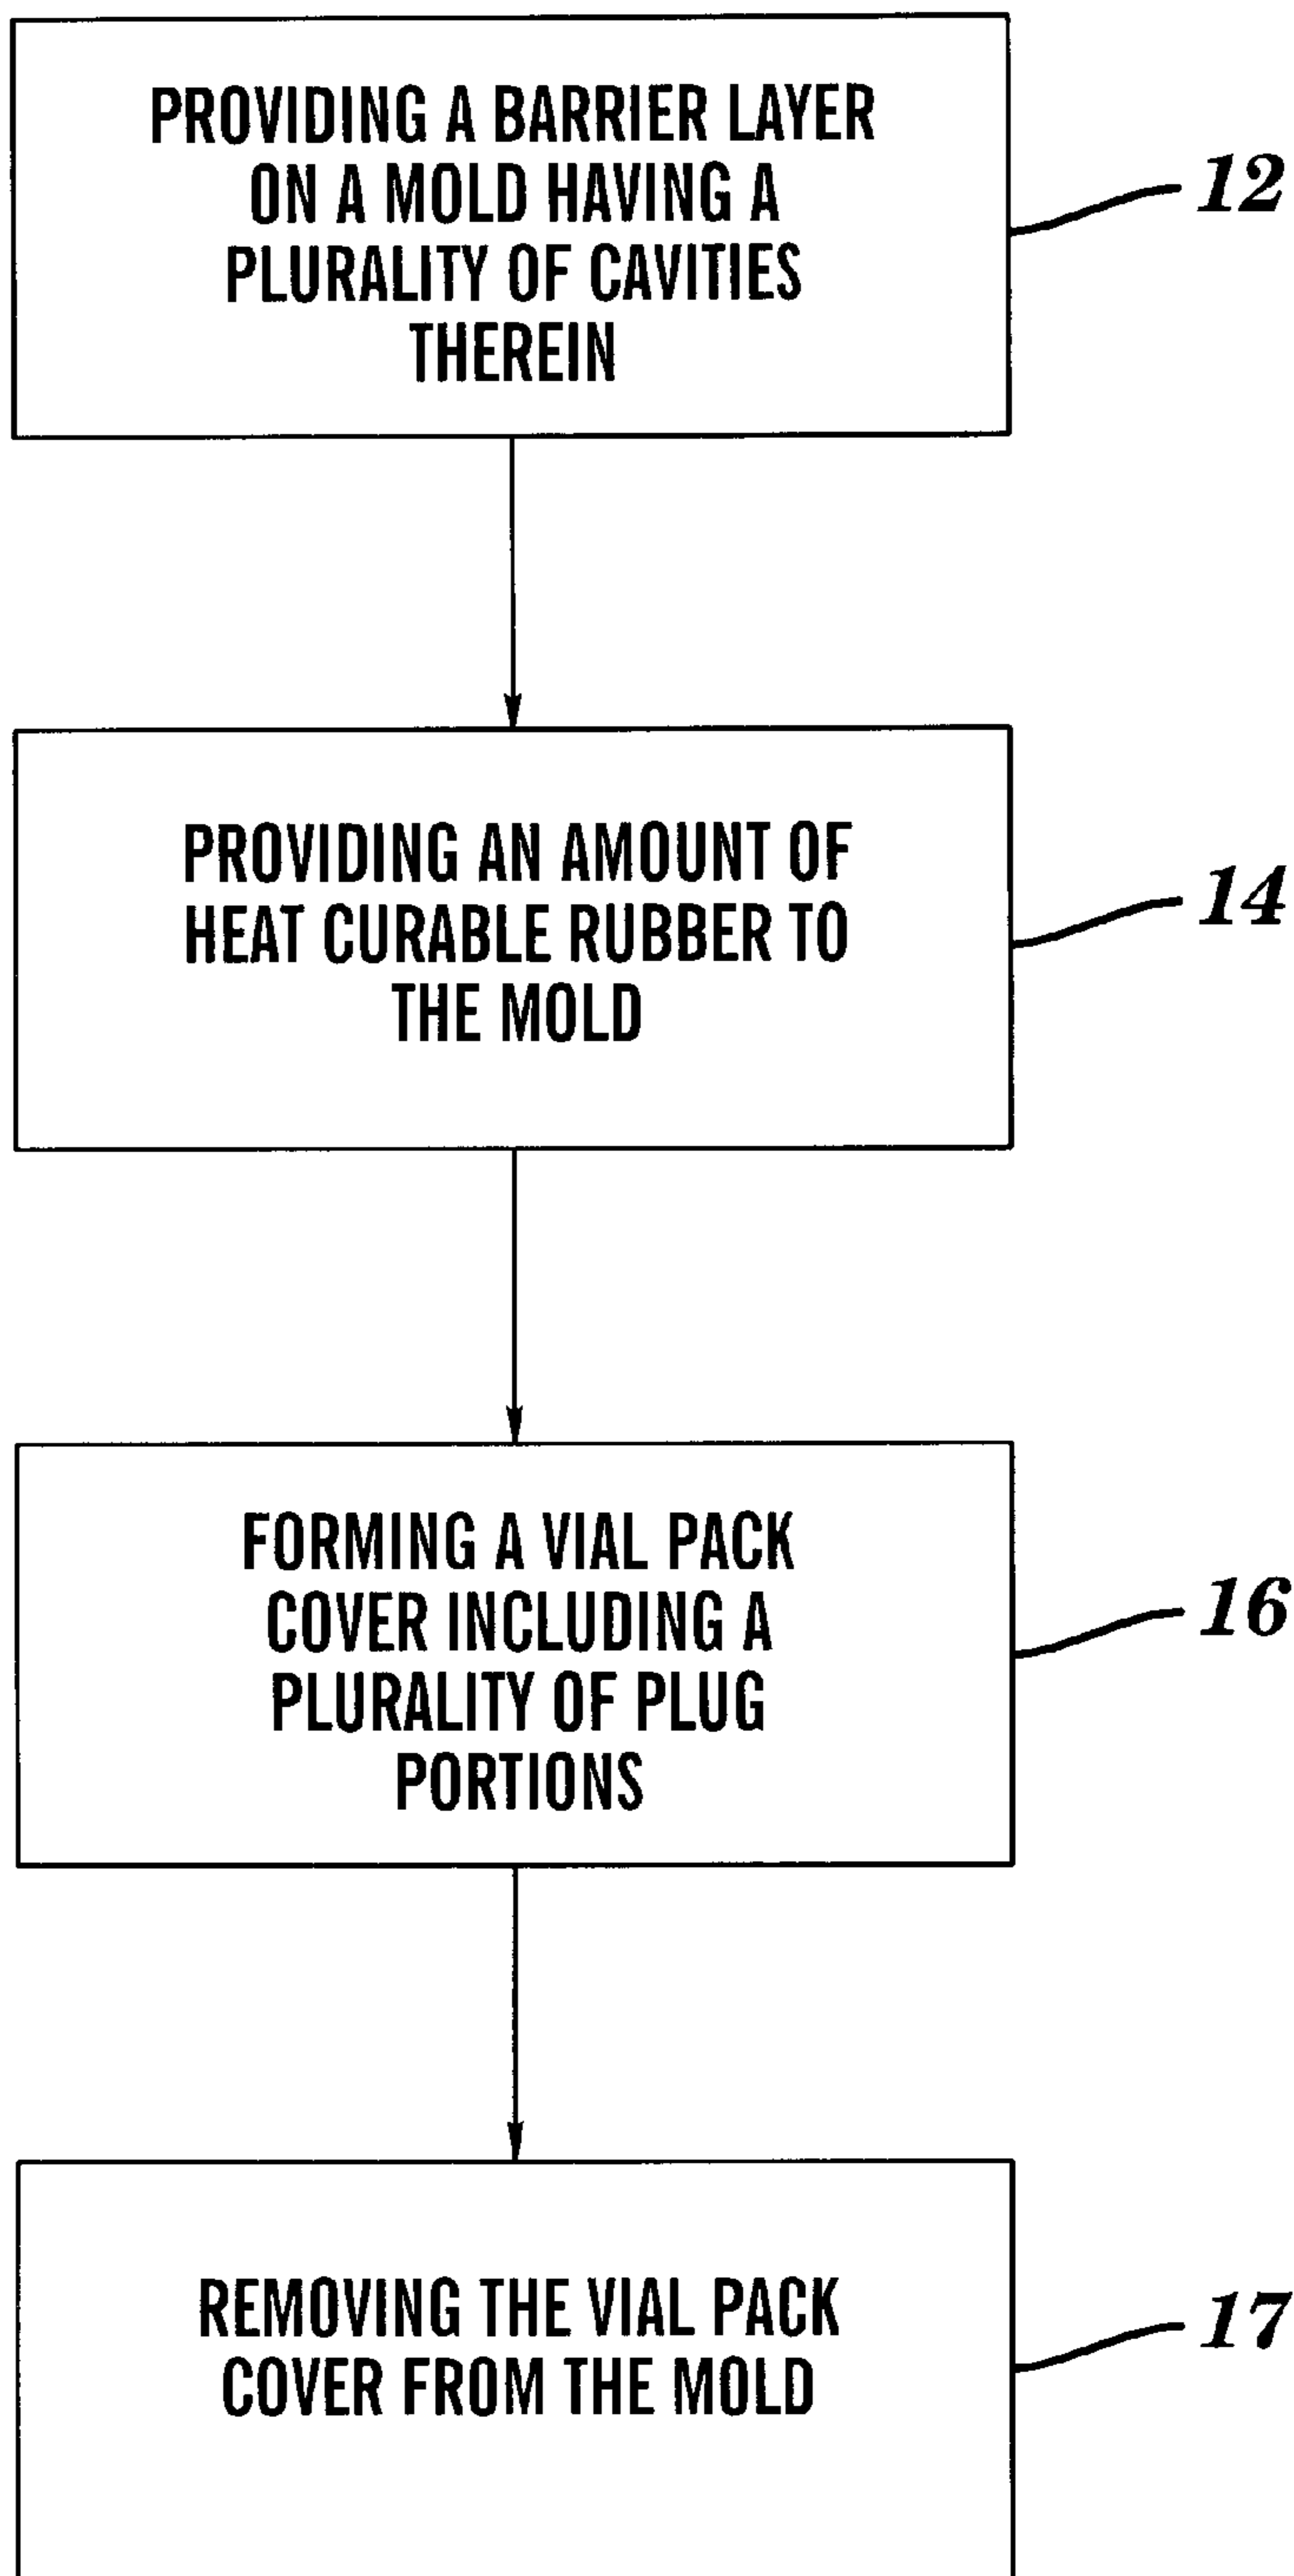 PROVIDING A BARRIER LAYER
ON A MOLD HAVING A
PLURALITY OF CAVITIES
THEREIN
12
PROVIDING AN AMOUNT OF
HEAT CURABLE RUBBER TO
THE MOLD
14
FORMING A VIAL PACK
COVER INCLUDING A
PLURALITY OF PLUG
PORTIONS
16
REMOVING THE VIAL PACK
COVER FROM THE MOLD
17